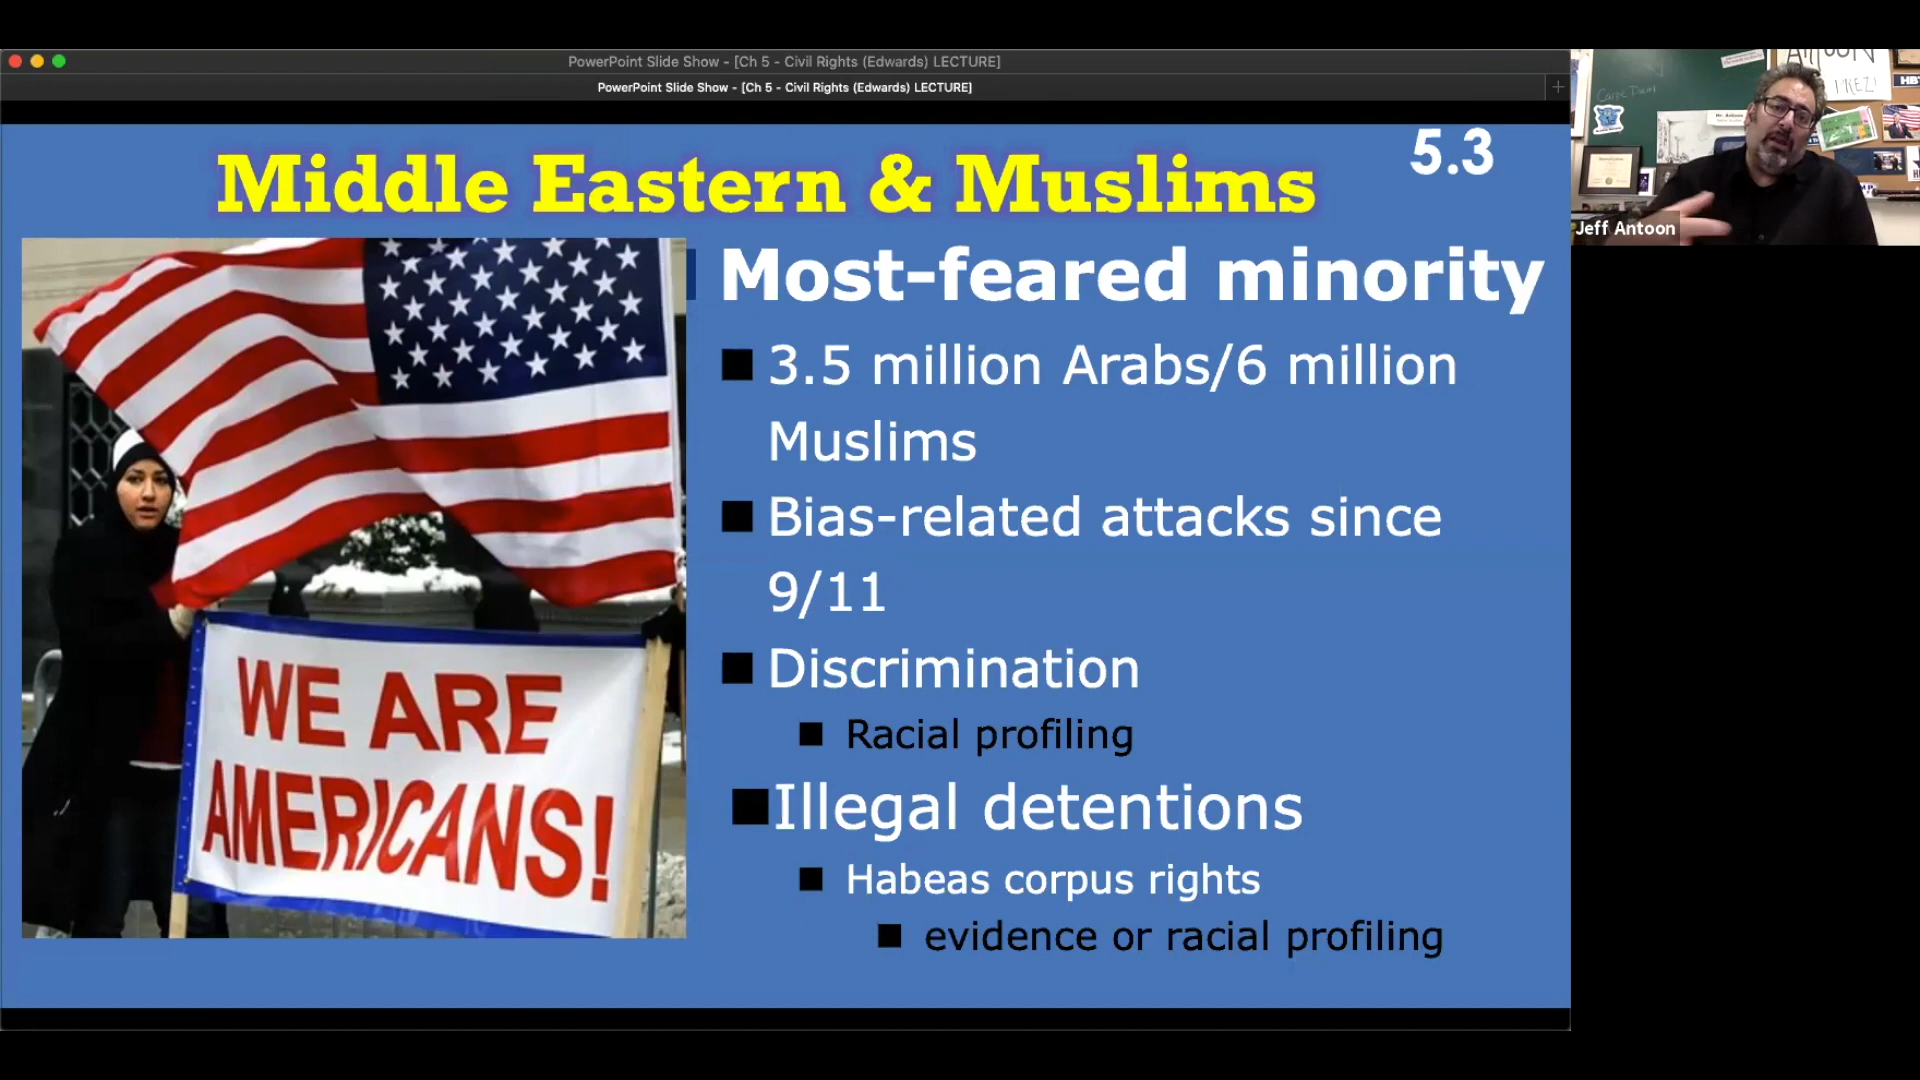 PowerPoint Slide Show - [Ch 5 - Civil Rights (Edwards) LECTURE]
PowerPoint Slide Show - [Ch 5 - Civil Rights (Edwards) LECTURE]
5.3
Middle Eastern & Muslims
Most-feared minority
3.5 million Arabs/6 million
Muslims
Bias-related attacks since
9/11
Discrimination
Racial profiling
Illegal detentions
Habeas corpus rights
evidence or racial profiling
WE ARE
AMERICANS!
Carpe Diem
Jeff Antoon